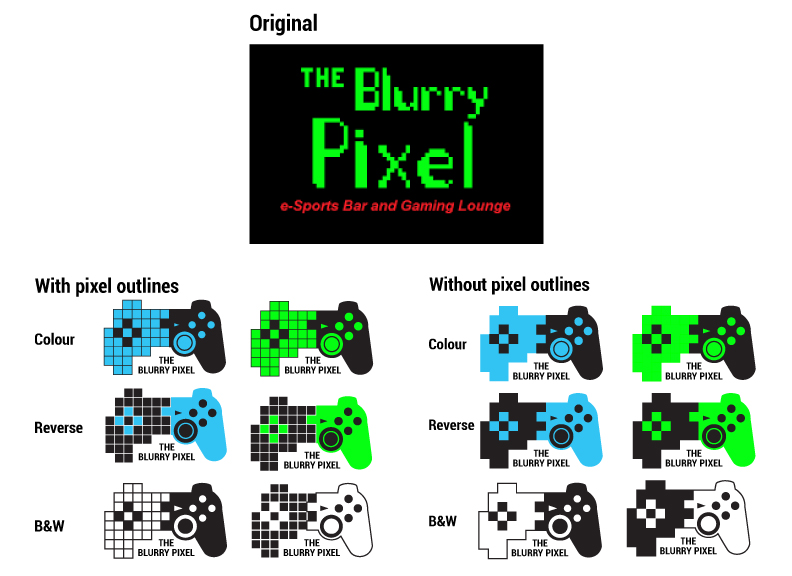 Original
THE Blurry
Pixel
e-Sports Bar and Gaming Lounge
With pixel outlines
Colour
THE
BLURRY PIXEL
THE
BLURRY PIXEL
Reverse
THE
BLURRY PIXEL
THE
BLURRY PIXEL
B&W
THE
BLURRY PIXEL
THE
BLURRY PIXEL
Without pixel outlines
Colour
THE
BLURRY PIXEL
THE
BLURRY PIXEL
Reverse
THE
BLURRY PIXEL
THE
BLURRY PIXEL
B&W
THE
BLURRY PIXEL
THE
BLURRY PIXEL